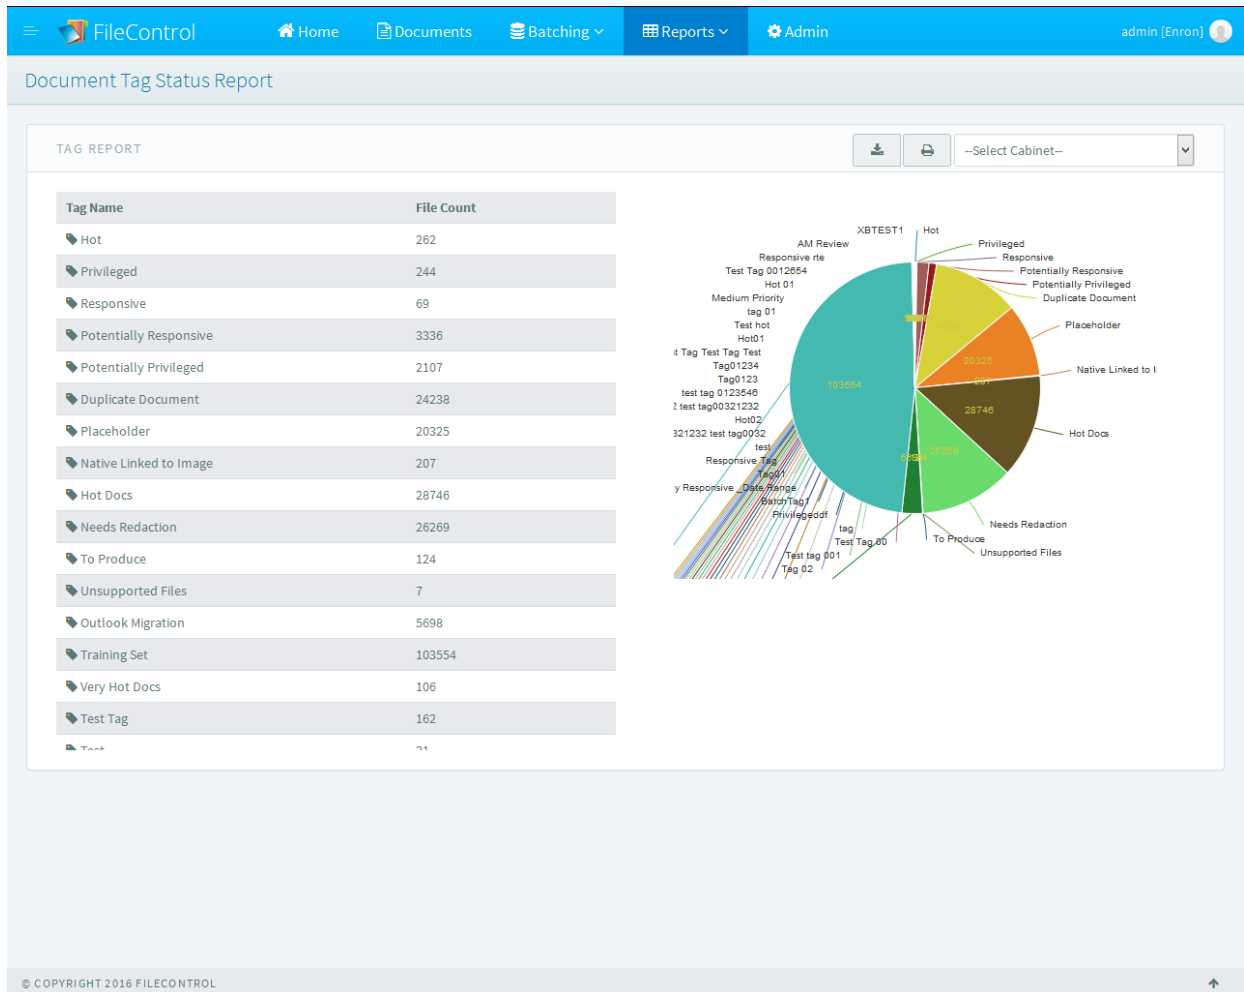 FileControl Home Documents Batching Reports Admin admin [Enron]
Document Tag Status Report
TAG REPORT --Select Cabinet--
Tag Name File Count
Hot 262
Privileged 244
Responsive 69
Potentially Responsive 3336
Potentially Privileged 2107
Duplicate Document 24238
Placeholder 20325
Native Linked to Image 207
Hot Docs 28746
Needs Redaction 26269
To Produce 124
Unsupported Files 7
Outlook Migration 5698
Training Set 103554
Very Hot Docs 106
Test Tag 162
Test 21
XBTEST1 Hot
AM Review Privileged
Responsive rte Responsive
Test Tag 0012654 Potentially Responsive
Hot 01 Potentially Privileged
Medium Priority Duplicate Document
tag 01
Test hot Placeholder
Hot01
t Tag Test Tag Test
Tag01234 20325
Tag0123 Native Linked to I
103554 207
test tag 0123546
test tag00321232
28746
Hot02
321232 test tag0032 Hot Docs
test
26269
Responsive Tag
Tag01
y Responsive _Date Range
BatchTag1
Privilegeddf
tag Needs Redaction
Test Tag 00 To Produce
Test tag 001 Unsupported Files
Tag 02
© COPYRIGHT 2016 FILECONTROL